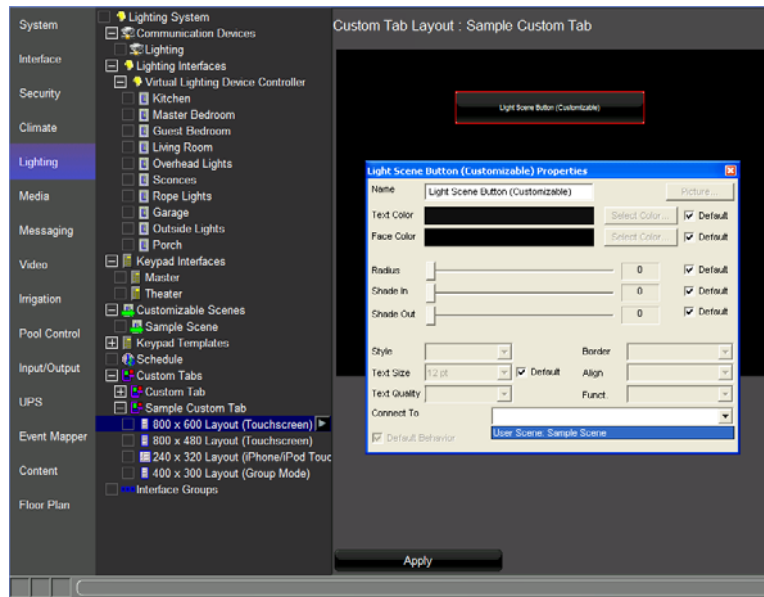 System
Interface
Security
Climate
Lighting
Media
Messaging
Video
Irrigation
Pool Control
Input/Output
UPS
Event Mapper
Content
Floor Plan
Lighting System
Communication Devices
Lighting
Lighting Interfaces
Virtual Lighting Device Controller
Kitchen
Master Bedroom
Guest Bedroom
Living Room
Overhead Lights
Sconces
Rope Lights
Garage
Outside Lights
Porch
Keypad Interfaces
Master
Theater
Customizable Scenes
Sample Scene
Keypad Templates
Schedule
Custom Tabs
Custom Tab
Sample Custom Tab
800 x 600 Layout (Touchscreen)
800 x 480 Layout (Touchscreen)
240 x 320 Layout (iPhone/iPod Touc
400 x 300 Layout (Group Mode)
Interface Groups
Custom Tab Layout : Sample Custom Tab
Light Scene Button (Customizable)
Light Scene Button (Customizable) Properties
Name Light Scene Button (Customizable) Picture...
Text Color Select Color... Default
Face Color Select Color... Default
Radius 0 Default
Shade In 0 Default
Shade Out 0 Default
Style Border
Text Size 12 pt Default Align
Text Quality Funct.
Connect To
User Scene: Sample Scene
Default Behavior
Apply